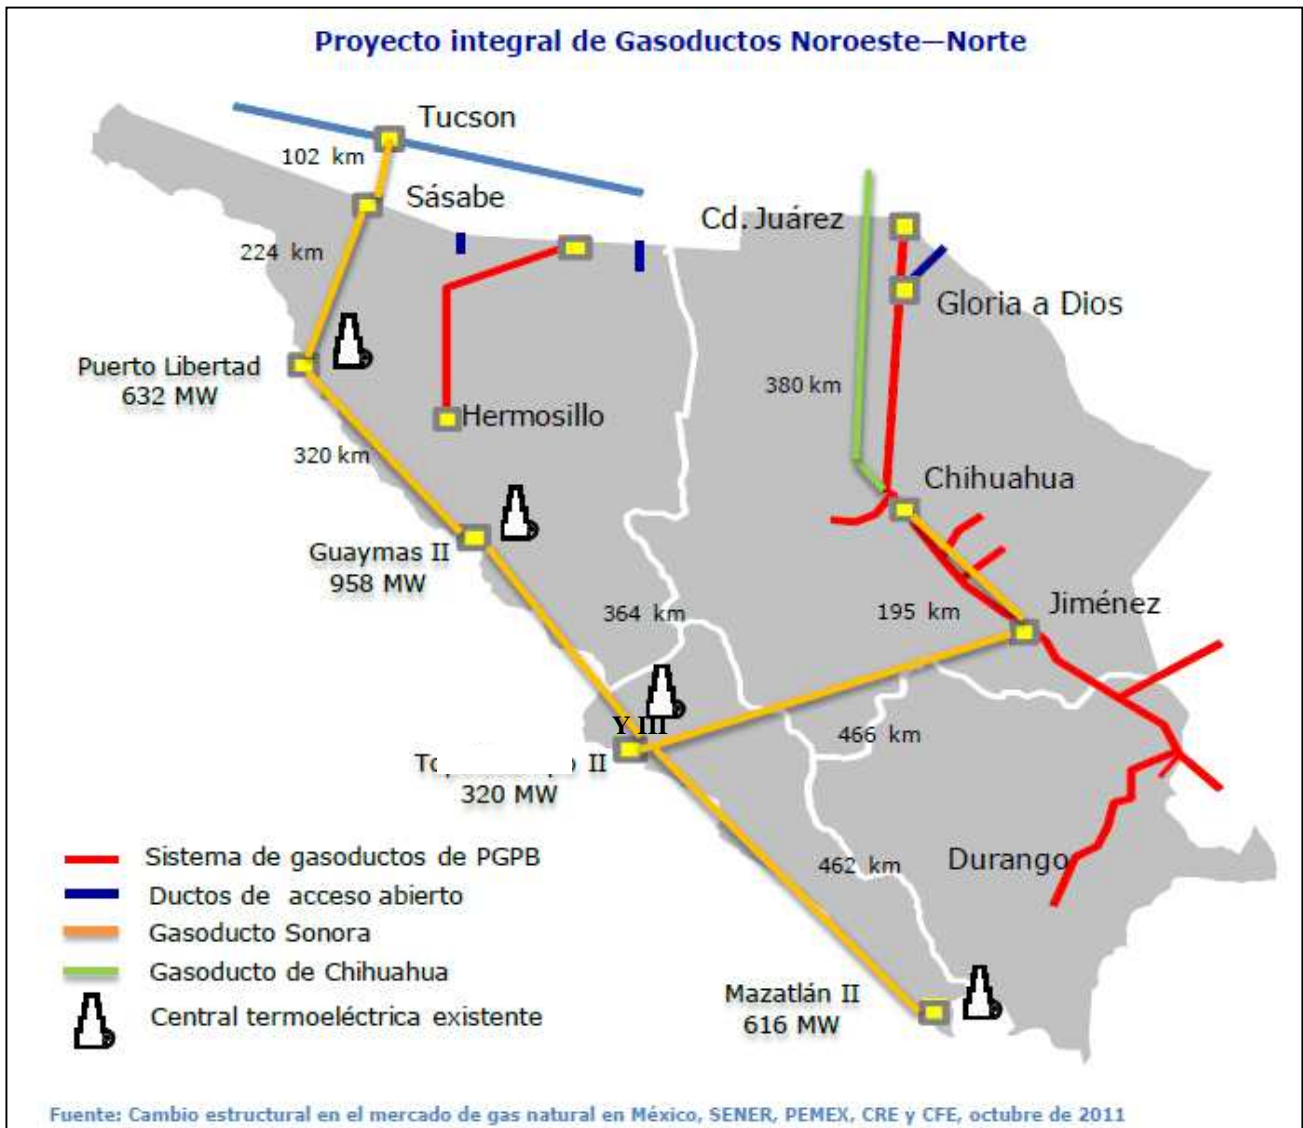 Proyecto integral de Gasoductos Noroeste—Norte
Tucson
102 km
Sásabe
Cd. Juárez
224 km
Gloria a Dios
Puerto Libertad
632 MW
380 km
Hermosillo
320 km
Chihuahua
Guaymas II
958 MW
364 km
195 km
Jiménez
Y III
466 km
II
320 MW
Sistema de gasoductos de PGPB
462 km
Durango
Ductos de acceso abierto
Gasoducto Sonora
Gasoducto de Chihuahua
Mazatlán II
616 MW
Central termoeléctrica existente
Fuente: Cambio estructural en el mercado de gas natural en México, SENER, PEMEX, CRE y CFE, octubre de 2011